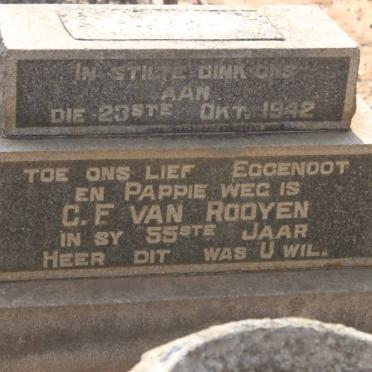 IN STILTE DINK ONS
AAN
DIE 23STE OKT. 1942
TOE ONS LIEF EGGENOOT
EN PAPPIE WEG IS
C.F. VAN ROOYEN
IN SY 55STE JAAR
HEER DIT WAS U WIL.